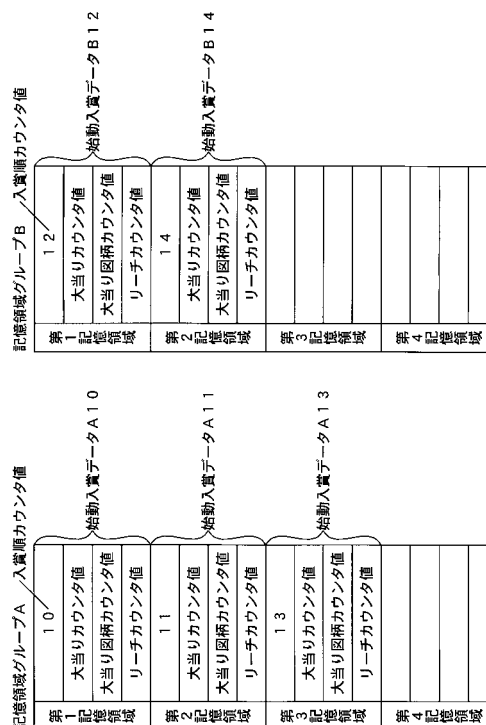 記憶領域グループA
入賞順カウンタ値
第1記憶領域
10
大当りカウンタ値
大当り図柄カウンタ値
リーチカウンタ値
始動入賞データA10
第2記憶領域
11
大当りカウンタ値
大当り図柄カウンタ値
リーチカウンタ値
始動入賞データA11
第3記憶領域
13
大当りカウンタ値
大当り図柄カウンタ値
リーチカウンタ値
始動入賞データA13
第4記憶領域
記憶領域グループB
入賞順カウンタ値
第1記憶領域
12
大当りカウンタ値
大当り図柄カウンタ値
リーチカウンタ値
始動入賞データB12
第2記憶領域
14
大当りカウンタ値
大当り図柄カウンタ値
リーチカウンタ値
始動入賞データB14
第3記憶領域
第4記憶領域